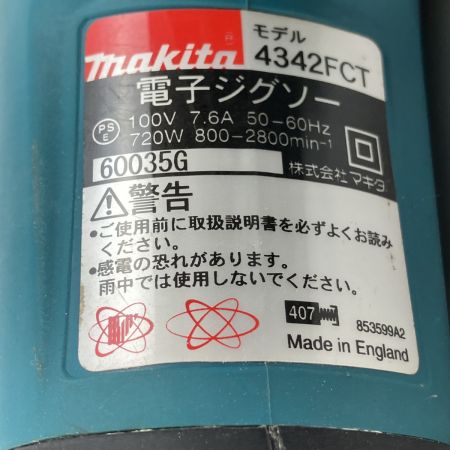 makita
モデル
4342FCT
電子ジグソー
PS
E
100V 7.6A 50-60Hz
720W 800-2800min-1
60035G
株式会社 マキタ
警告
•ご使用前に取扱説明書を必ずよくお読み
ください。
•感電の恐れがあります。
雨中では使用しないでください。
407
853599A2
Made in England